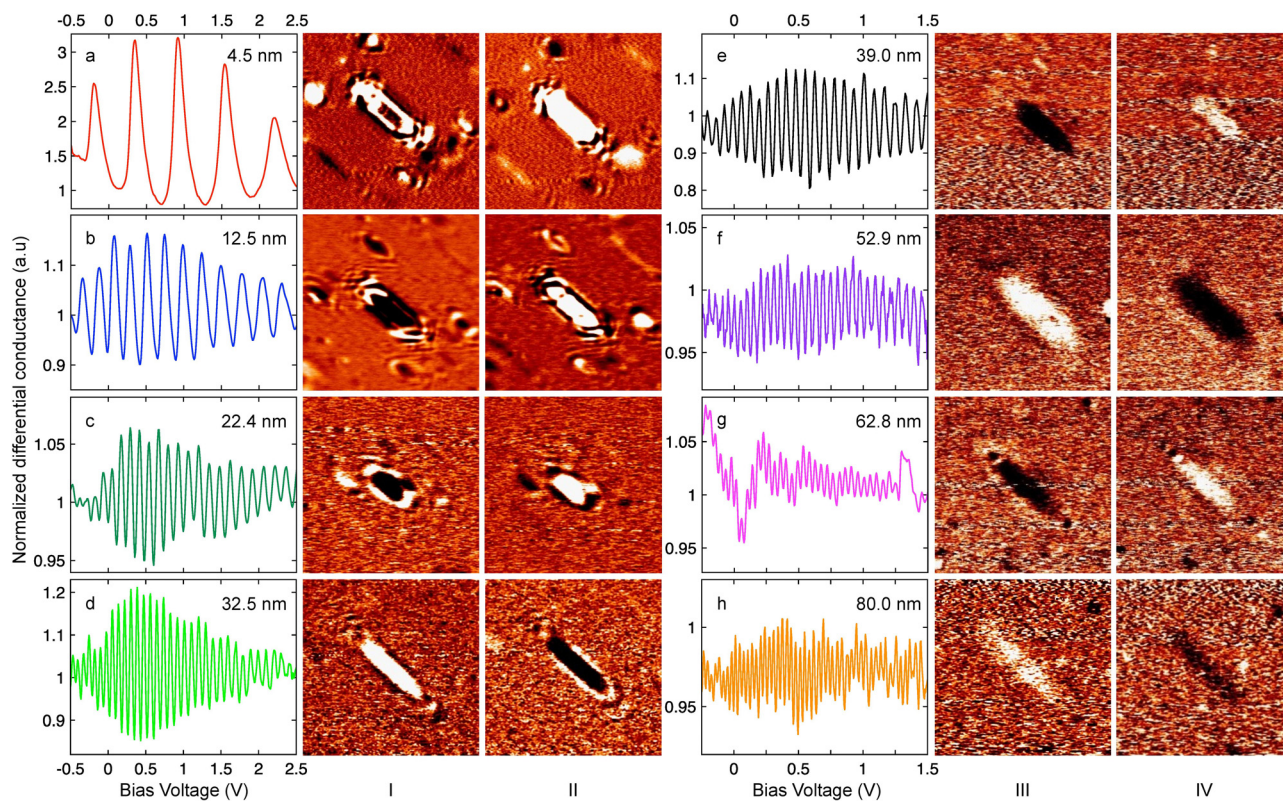 -0.5 0 0.5 1 1.5 2 2.5
0 0.5 1 1.5
Normalized differential conductance (a.u)
a 4.5 nm
3
2.5
2
1.5
1
b 12.5 nm
1.1
1
0.9
c 22.4 nm
1.05
1
0.95
d 32.5 nm
1.2
1.1
1
0.9
-0.5 0 0.5 1 1.5 2 2.5
Bias Voltage (V)
I
II
e 39.0 nm
1.1
1
0.9
0.8
f 52.9 nm
1.05
1
0.95
g 62.8 nm
1.05
1
0.95
h 80.0 nm
1
0.95
0 0.5 1 1.5
Bias Voltage (V)
III
IV